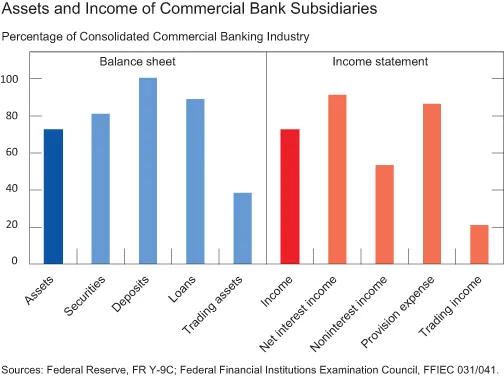 Assets and Income of Commercial Bank Subsidiaries
Percentage of Consolidated Commercial Banking Industry
Balance sheet
Income statement
100
80
60
40
20
0
Assets
Securities
Deposits
Loans
Trading assets
Income
Net interest income
Noninterest income
Provision expense
Trading income
Sources: Federal Reserve, FR Y-9C; Federal Financial Institutions Examination Council, FFIEC 031/041.